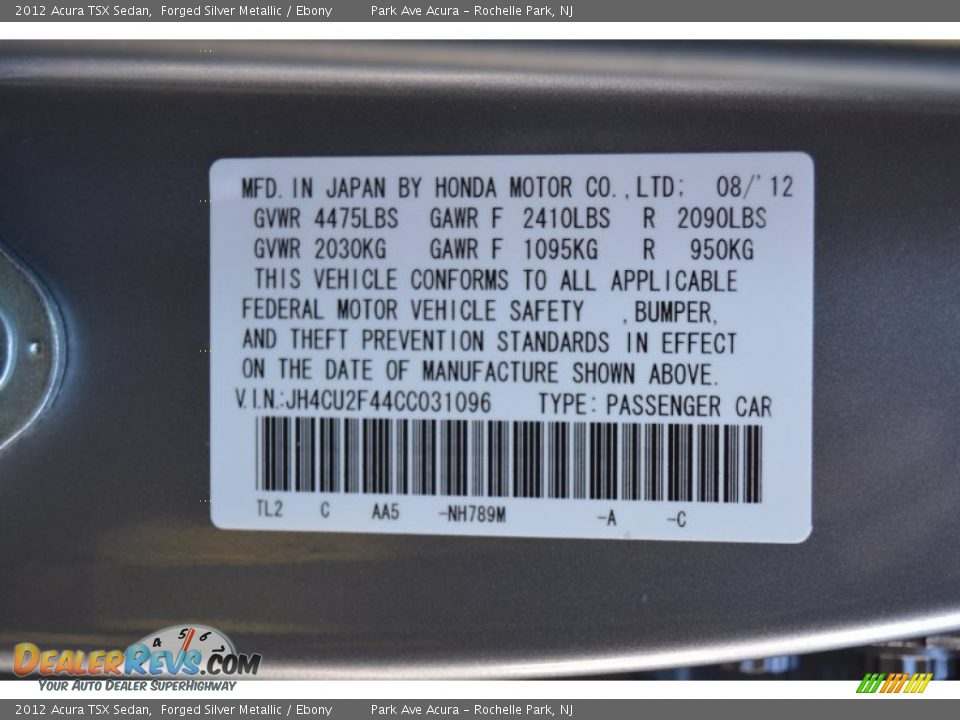 2012 Acura TSX Sedan, Forged Silver Metallic / Ebony Park Ave Acura - Rochelle Park, NJ
MFD. IN JAPAN BY HONDA MOTOR CO., LTD; 08/'12
GVWR 4475LBS GAWR F 2410LBS R 2090LBS
GVWR 2030KG GAWR F 1095KG R 950KG
THIS VEHICLE CONFORMS TO ALL APPLICABLE
FEDERAL MOTOR VEHICLE SAFETY , BUMPER,
AND THEFT PREVENTION STANDARDS IN EFFECT
ON THE DATE OF MANUFACTURE SHOWN ABOVE.
V.I.N.:JH4CU2F44CC031096 TYPE: PASSENGER CAR
TL2 C AA5 -NH789M -A -C
4 5 6
DEALERREVS.COM
YOUR AUTO DEALER SUPERHIGHWAY
2012 Acura TSX Sedan, Forged Silver Metallic / Ebony Park Ave Acura - Rochelle Park, NJ